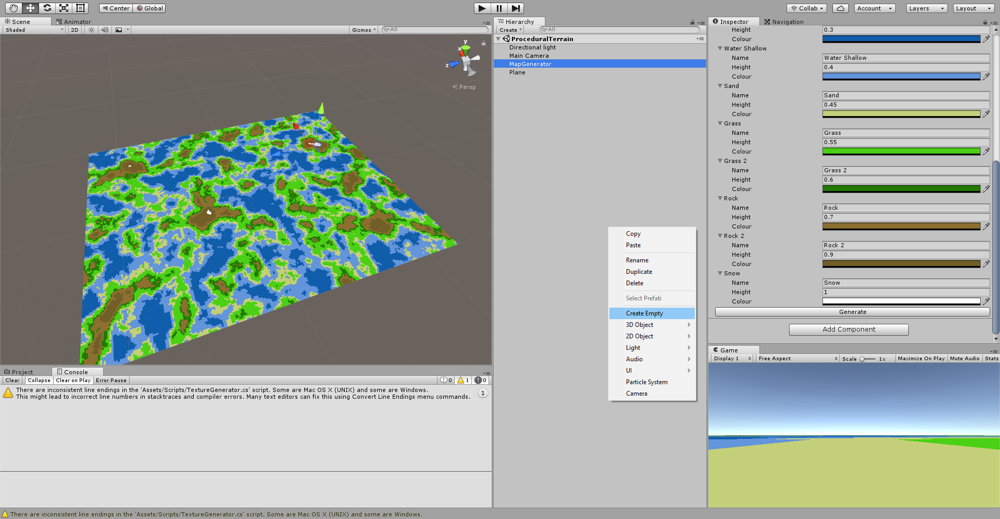 Center Global
Collab Account Layers Layout
Scene Animator
Shaded 2D Gizmos All
y
x
z
Persp
Hierarchy
Create All
ProceduralTerrain
Directional light
Main Camera
MapGenerator
Plane
Copy
Paste
Rename
Duplicate
Delete
Select Prefab
Create Empty
3D Object
2D Object
Light
Audio
UI
Particle System
Camera
Inspector Navigation
Height 0.3
Colour
Water Shallow
Name Water Shallow
Height 0.4
Colour
Sand
Name Sand
Height 0.45
Colour
Grass
Name Grass
Height 0.55
Colour
Grass 2
Name Grass 2
Height 0.6
Colour
Rock
Name Rock
Height 0.7
Colour
Rock 2
Name Rock 2
Height 0.9
Colour
Snow
Name Snow
Height 1
Colour
Generate
Add Component
Game
Display 1 Free Aspect Scale 1x Maximize On Play Mute Audio Stats
Project Console
Clear Collapse Clear on Play Error Pause 0 1 0
There are inconsistent line endings in the 'Assets/Scripts/TextureGenerator.cs' script. Some are Mac OS X (UNIX) and some are Windows.
This might lead to incorrect line numbers in stacktraces and compiler errors. Many text editors can fix this using Convert Line Endings menu commands.
1
There are inconsistent line endings in the 'Assets/Scripts/TextureGenerator.cs' script. Some are Mac OS X (UNIX) and some are Windows.